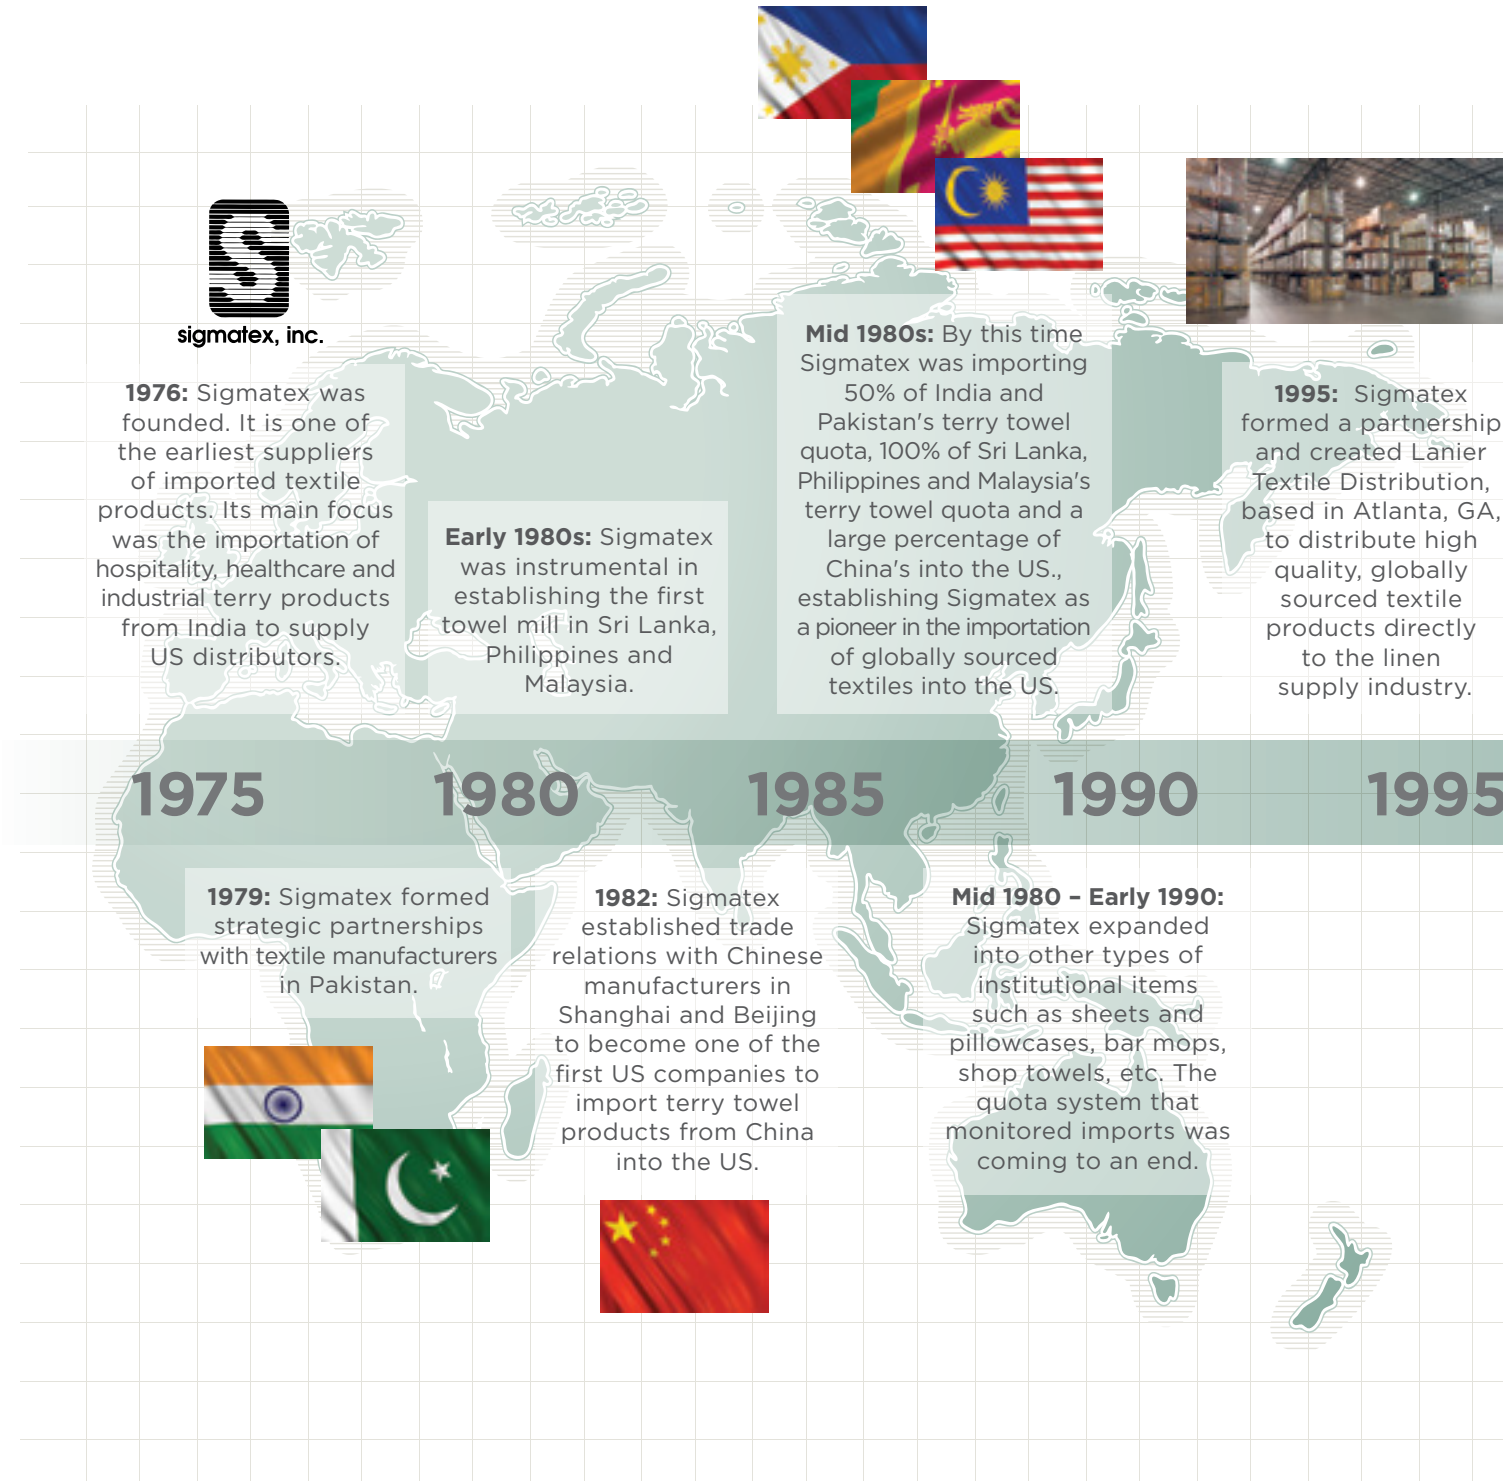 sigmatex, inc.
1976: Sigmatex was
founded. It is one of
the earliest suppliers
of imported textile
products. Its main focus
was the importation of
hospitality, healthcare and
industrial terry products
from India to supply
US distributors.
Early 1980s: Sigmatex
was instrumental in
establishing the first
towel mill in Sri Lanka,
Philippines and
Malaysia.
Mid 1980s: By this time
Sigmatex was importing
50% of India and
Pakistan's terry towel
quota, 100% of Sri Lanka,
Philippines and Malaysia's
terry towel quota and a
large percentage of
China's into the US.,
establishing Sigmatex as
a pioneer in the importation
of globally sourced
textiles into the US.
1995: Sigmatex
formed a partnership
and created Lanier
Textile Distribution,
based in Atlanta, GA,
to distribute high
quality, globally
sourced textile
products directly
to the linen
supply industry.
1975 1980 1985 1990 1995
1979: Sigmatex formed
strategic partnerships
with textile manufacturers
in Pakistan.
1982: Sigmatex
established trade
relations with Chinese
manufacturers in
Shanghai and Beijing
to become one of the
first US companies to
import terry towel
products from China
into the US.
Mid 1980 – Early 1990:
Sigmatex expanded
into other types of
institutional items
such as sheets and
pillowcases, bar mops,
shop towels, etc. The
quota system that
monitored imports was
coming to an end.